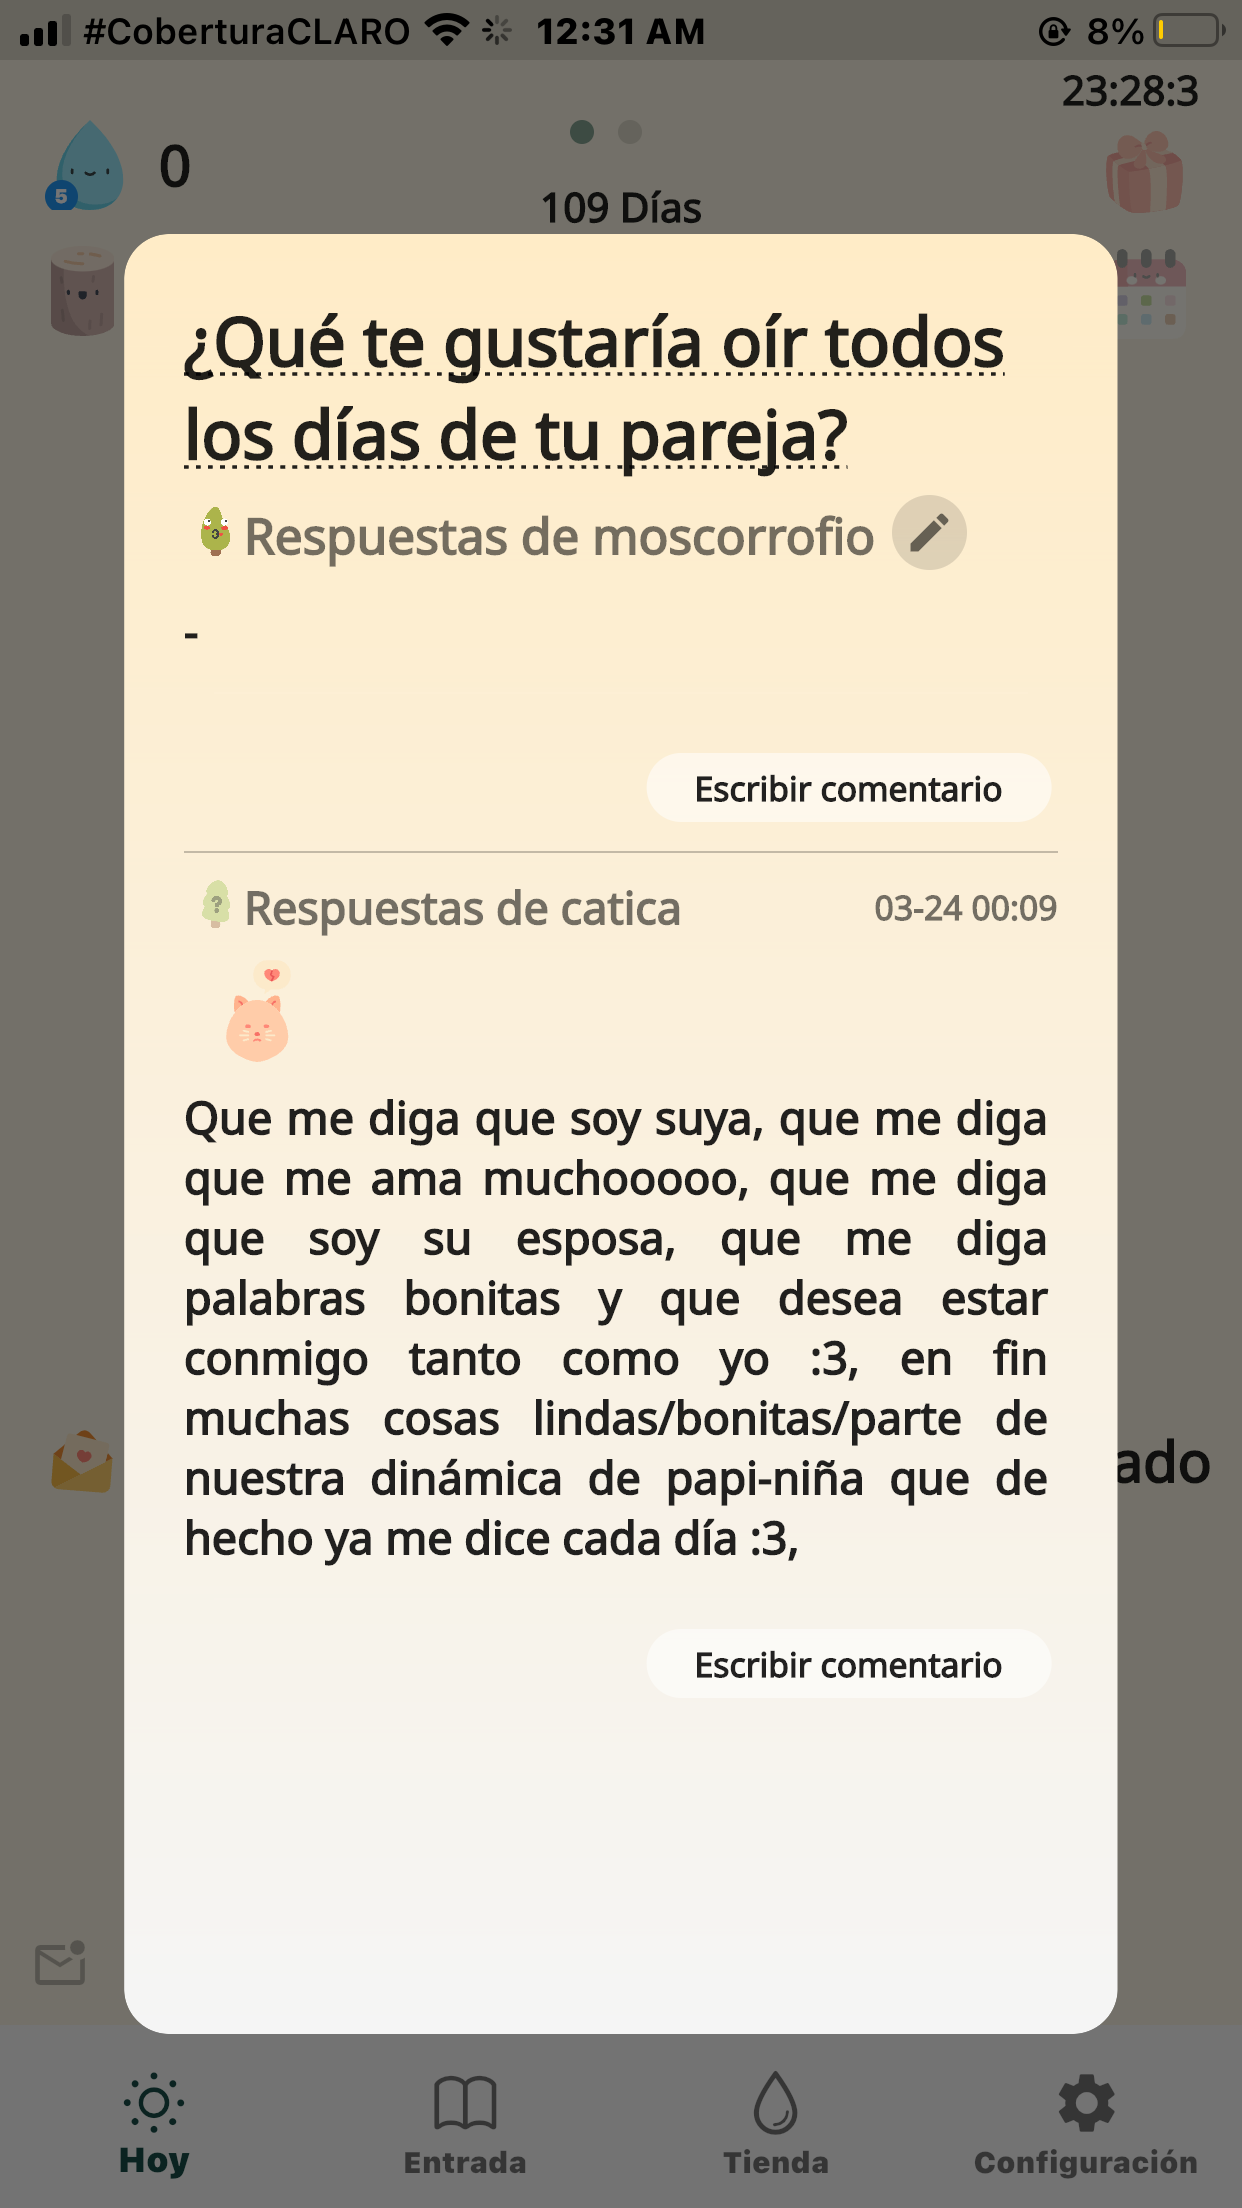 #CoberturaCLARO 12:31 AM 8%
23:28:3
5 0
109 Días
¿Qué te gustaría oír todos
los días de tu pareja?
Respuestas de moscorrofio
-
Escribir comentario
Respuestas de catica 03-24 00:09
Que me diga que soy suya, que me diga
que me ama muchooooo, que me diga
que soy su esposa, que me diga
palabras bonitas y que desea estar
conmigo tanto como yo :3, en fin
muchas cosas lindas/bonitas/parte de
nuestra dinámica de papi-niña que de
hecho ya me dice cada día :3,
ado
Escribir comentario
Hoy Entrada Tienda Configuración